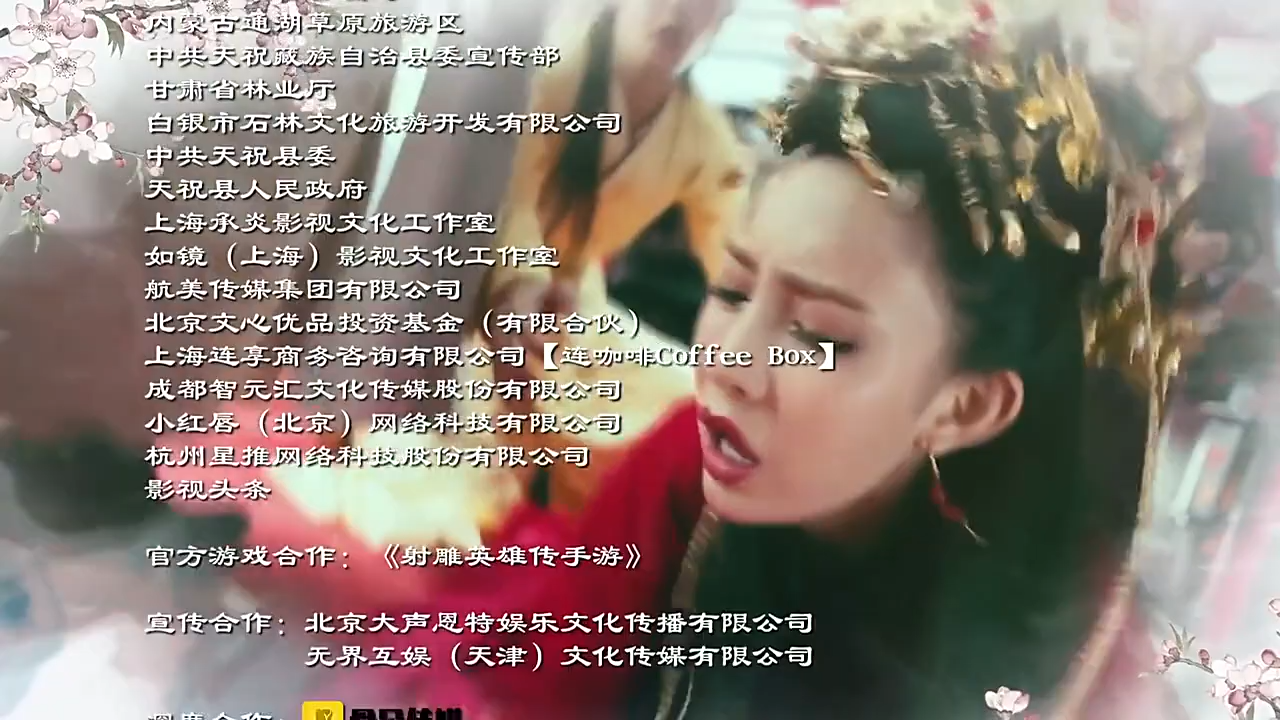 内蒙古通湖草原旅游区
中共天祝藏族自治县委宣传部
甘肃省林业厅
白银市石林文化旅游开发有限公司
中共天祝县委
天祝县人民政府
上海承炎影视文化工作室
如镜（上海）影视文化工作室
航美传媒集团有限公司
北京文心优品投资基金（有限合伙）
上海连享商务咨询有限公司【连咖啡Coffee Box】
成都智元汇文化传媒股份有限公司
小红唇（北京）网络科技有限公司
杭州星推网络科技股份有限公司
影视头条
官方游戏合作：《射雕英雄传手游》
宣传合作：北京大声恩特娱乐文化传播有限公司
无界互娱（天津）文化传媒有限公司